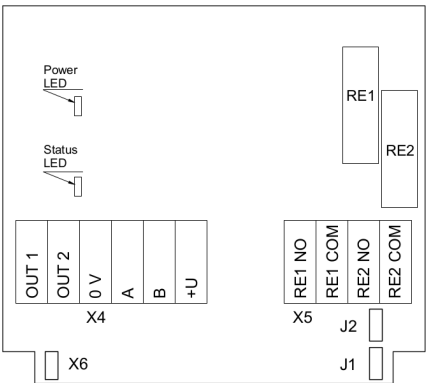 Power
LED
RE1
RE2
Status
LED
OUT 1
OUT 2
0 V
A
B
+U
RE1 NO
RE1 COM
RE2 NO
RE2 COM
X4
X5
J2
X6
J1